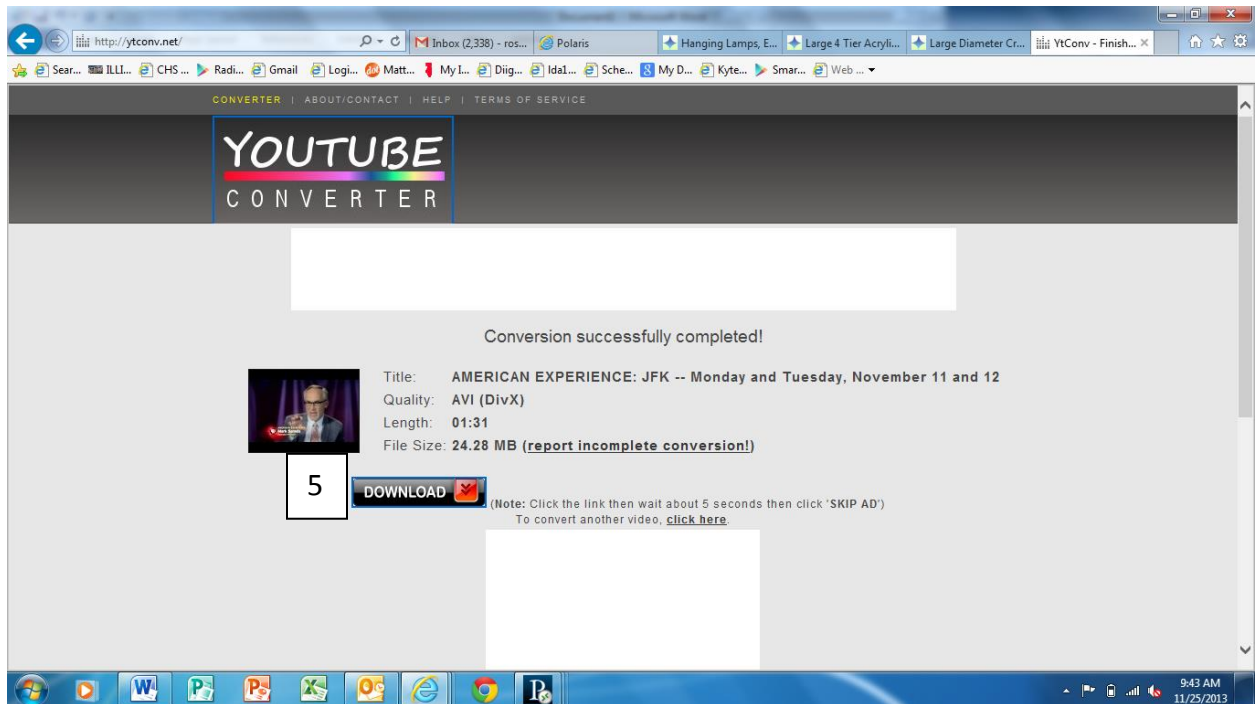 http://ytconv.net/
Inbox (2,338) - ros...
Polaris
Hanging Lamps, E...
Large 4 Tier Acryli...
Large Diameter Cr...
YtConv - Finish...
Sear... ILLI... CHS ... Radi... Gmail Logi... Matt... My I... Diig... Ida1... Sche... My D... Kyte... Smar... Web ...
CONVERTER | ABOUT/CONTACT | HELP | TERMS OF SERVICE
YOUTUBE
CONVERTER
Conversion successfully completed!
Title: AMERICAN EXPERIENCE: JFK -- Monday and Tuesday, November 11 and 12
Quality: AVI (DivX)
Length: 01:31
File Size: 24.28 MB (report incomplete conversion!)
5
DOWNLOAD
(Note: Click the link then wait about 5 seconds then click 'SKIP AD')
To convert another video, click here.
9:43 AM
11/25/2013